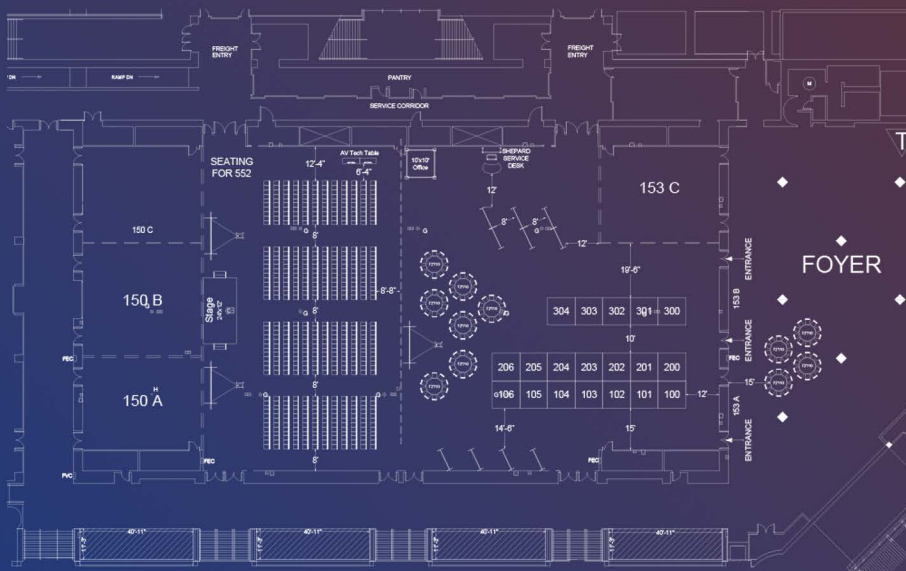 FREIGHT
ENTRY
FREIGHT
ENTRY
RAMP DN
PANTRY
SERVICE CORRIDOR
M
T
SEATING
FOR 552
12'-4"
AV Tech Table
6'-4"
10'x10'
Office
SHEPARD
SERVICE
DESK
12'
8'
8'
12'
153 C
150 C
G
G
G
8'
8'-8"
19'-6"
ENTRANCE
FOYER
150 B
G
Stage
24'x12'
G
8'
G
304 303 302 301 300
153 B
10'
ENTRANCE
FEC
FEC
206 205 204 203 202 201 200
H
150 A
8'
G
G
G
106 105 104 103 102 101 100
12'
15'
153 A
14'-6"
15'
ENTRANCE
FEC
8'
FEC
40'-11"
40'-11"
40'-11"
40'-11"